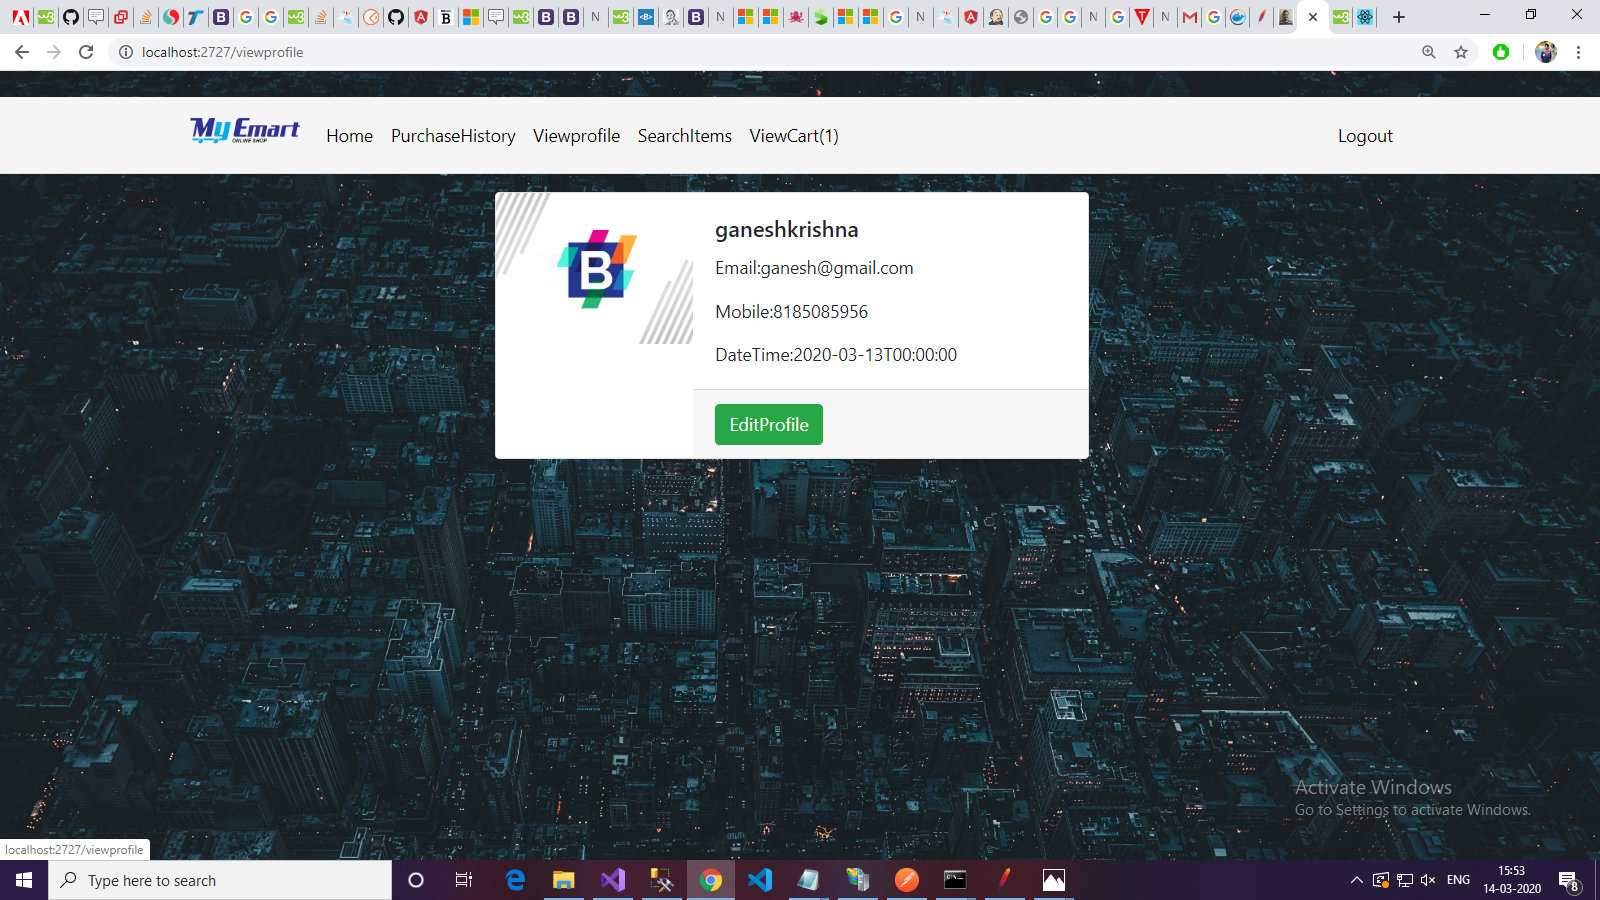 localhost:2727/viewprofile
My Emart
ONLINE SHOP
Home PurchaseHistory Viewprofile SearchItems ViewCart(1) Logout
B
ganeshkrishna
Email:ganesh@gmail.com
Mobile:8185085956
DateTime:2020-03-13T00:00:00
EditProfile
Activate Windows
Go to Settings to activate Windows.
localhost:2727/viewprofile
Type here to search
ENG
15:53
14-03-2020
8